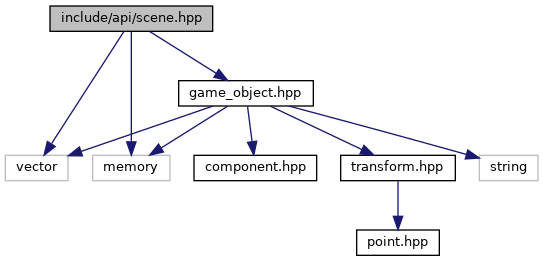 include/api/scene.hpp
game_object.hpp
vector
memory
component.hpp
transform.hpp
string
point.hpp